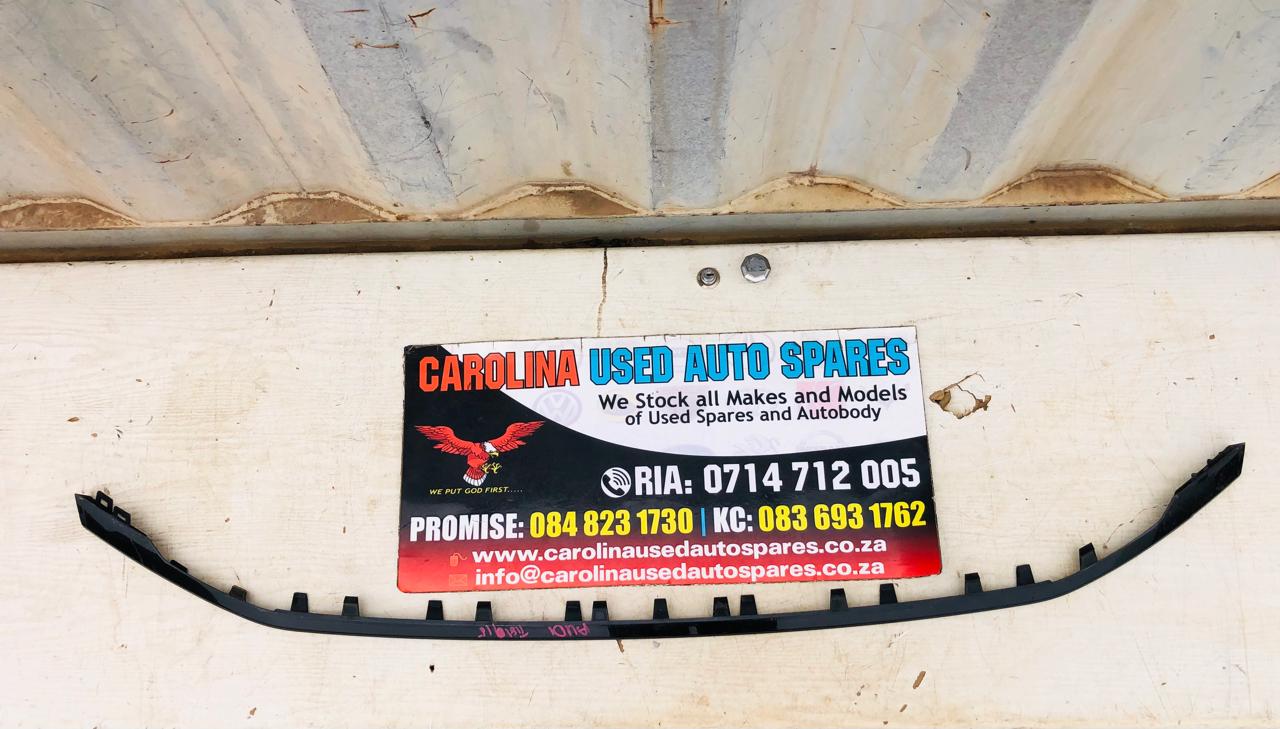 CAROLINA USED AUTO SPARES
We Stock all Makes and Models
of Used Spares and Autobody
WE PUT GOD FIRST.....
RIA: 0714 712 005
PROMISE: 084 823 1730 | KC: 083 693 1762
www.carolinausedautospares.co.za
info@carolinausedautospares.co.za